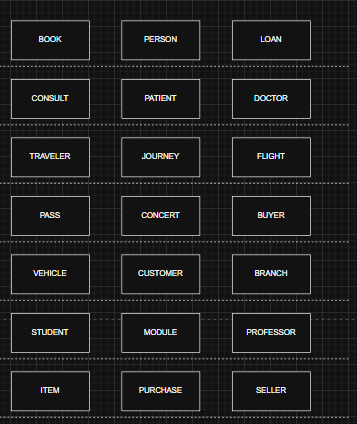 BOOK PERSON LOAN
CONSULT PATIENT DOCTOR
TRAVELER JOURNEY FLIGHT
PASS CONCERT BUYER
VEHICLE CUSTOMER BRANCH
STUDENT MODULE PROFESSOR
ITEM PURCHASE SELLER